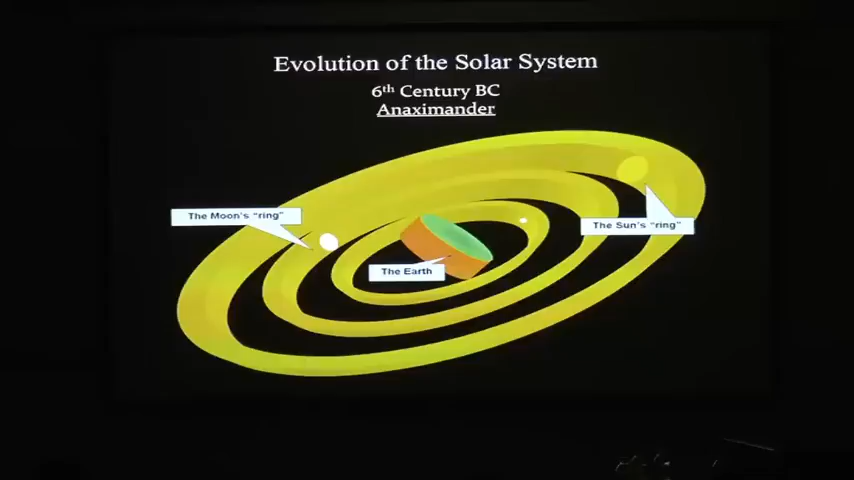 Evolution of the Solar System
6th Century BC
Anaximander
The Moon's "ring"
The Sun's "ring"
The Earth